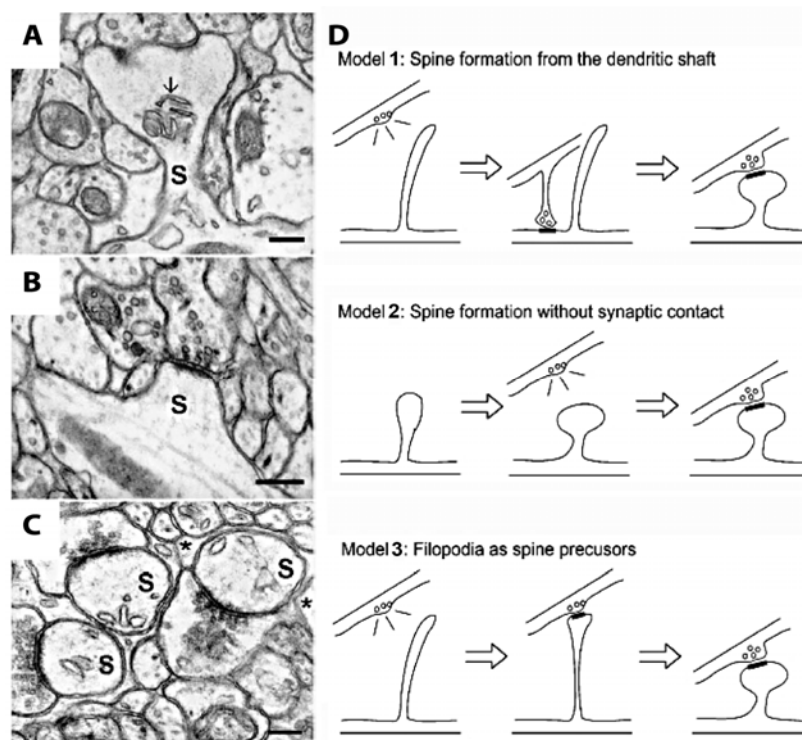 A
S
B
S
C
*
S
S
*
S
D
Model 1: Spine formation from the dendritic shaft
Model 2: Spine formation without synaptic contact
Model 3: Filopodia as spine precusors